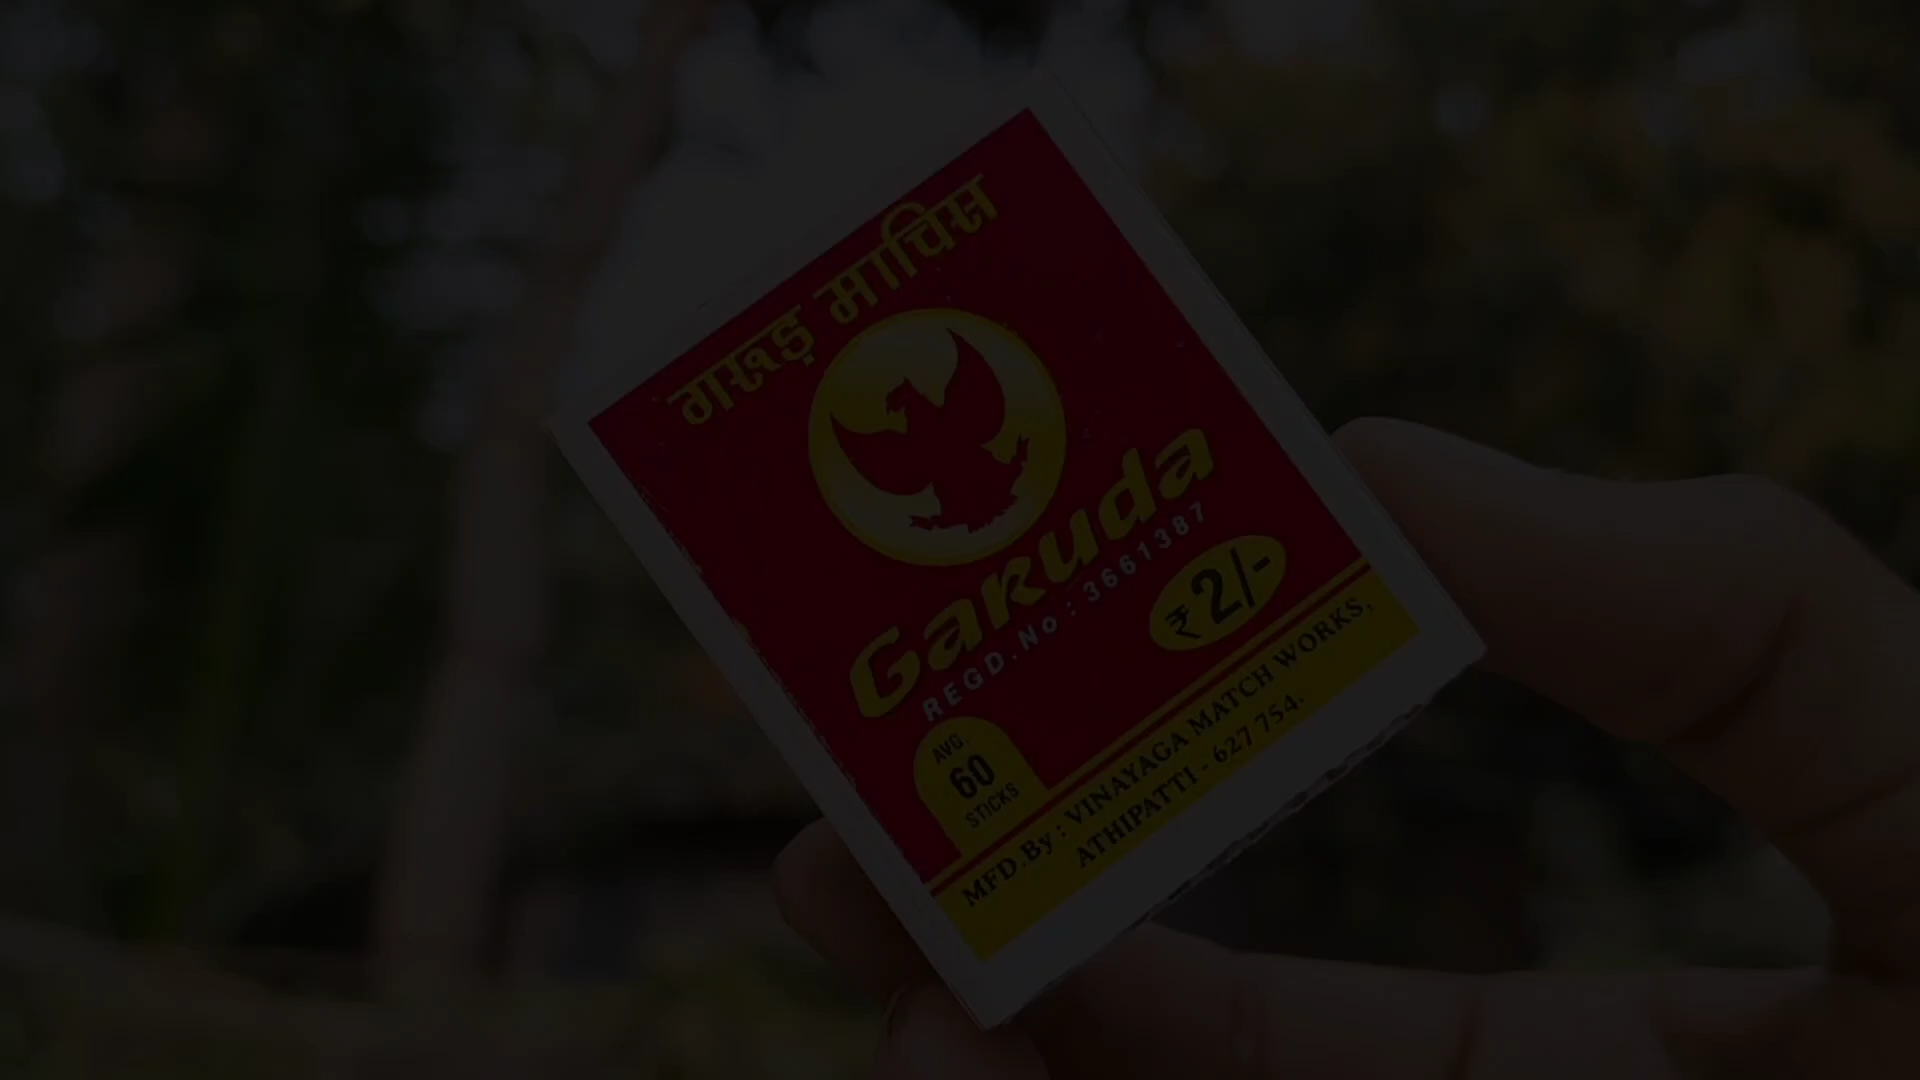 गरूड़ माचिस
Garuda
REGD.No : 3661387
₹ 2/-
AVG.
60
STICKS
MFD.By : VINAYAGA MATCH WORKS,
ATHIPATTI - 627 754.